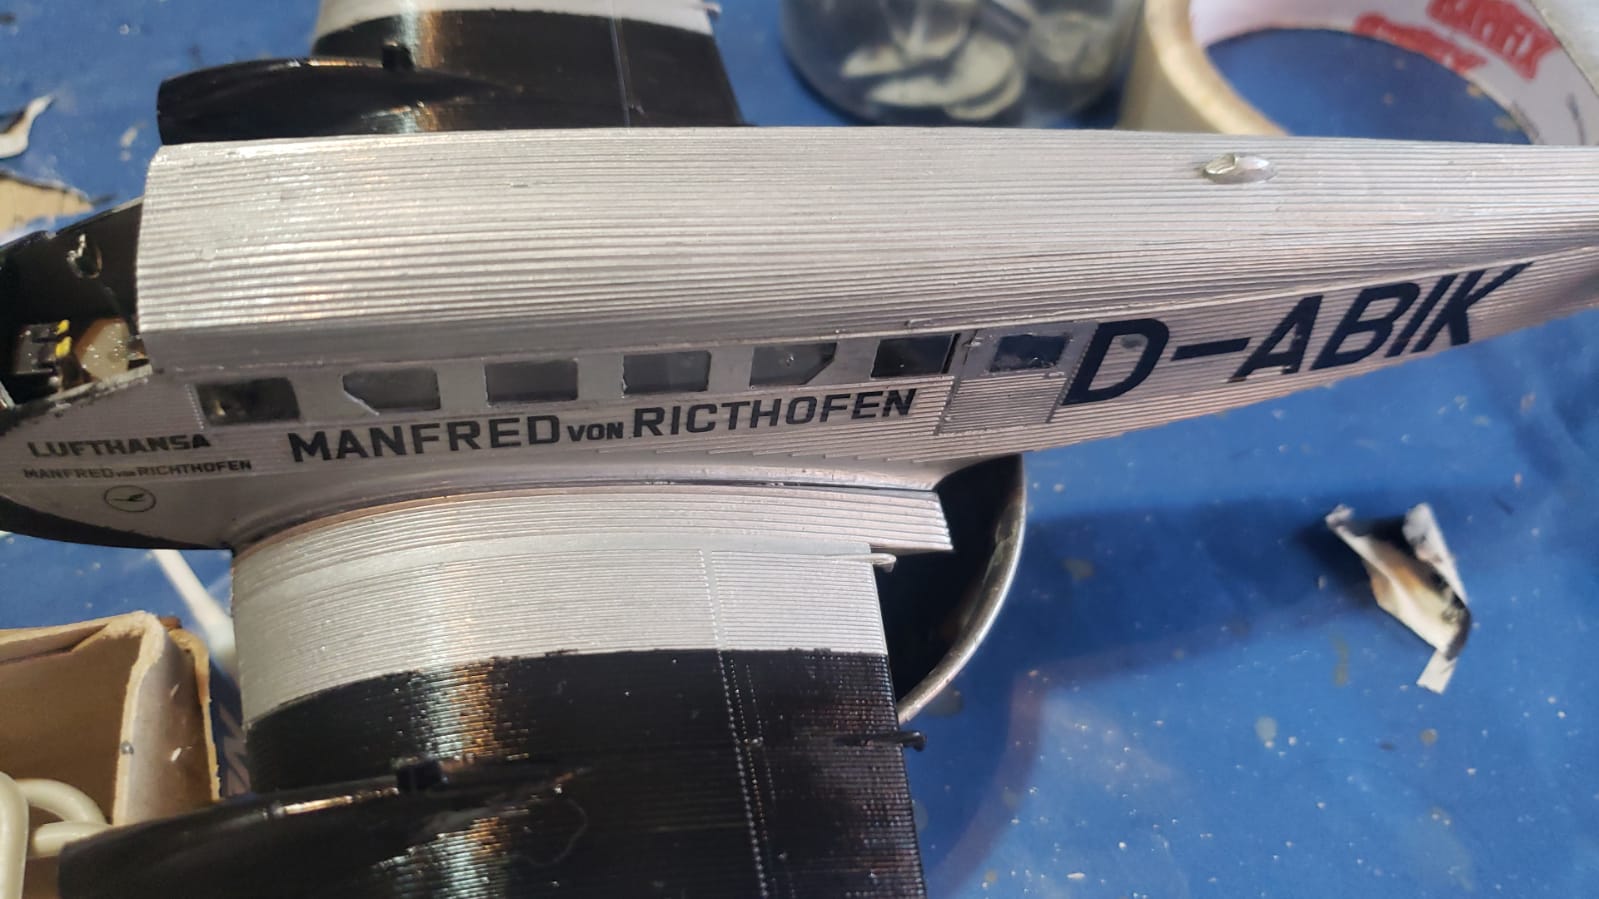 D-ABIK
MANFRED VON RICTHOFEN
LUFTHANSA
MANFRED VON RICHTHOFEN